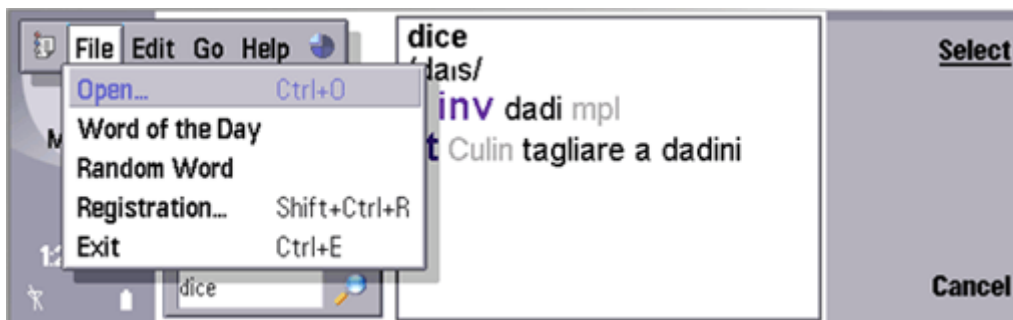 File Edit Go Help
Open... Ctrl+O
Word of the Day
Random Word
Registration... Shift+Ctrl+R
Exit Ctrl+E
dice
dice
/daɪs/
inv dadi mpl
t Culin tagliare a dadini
Select
Cancel